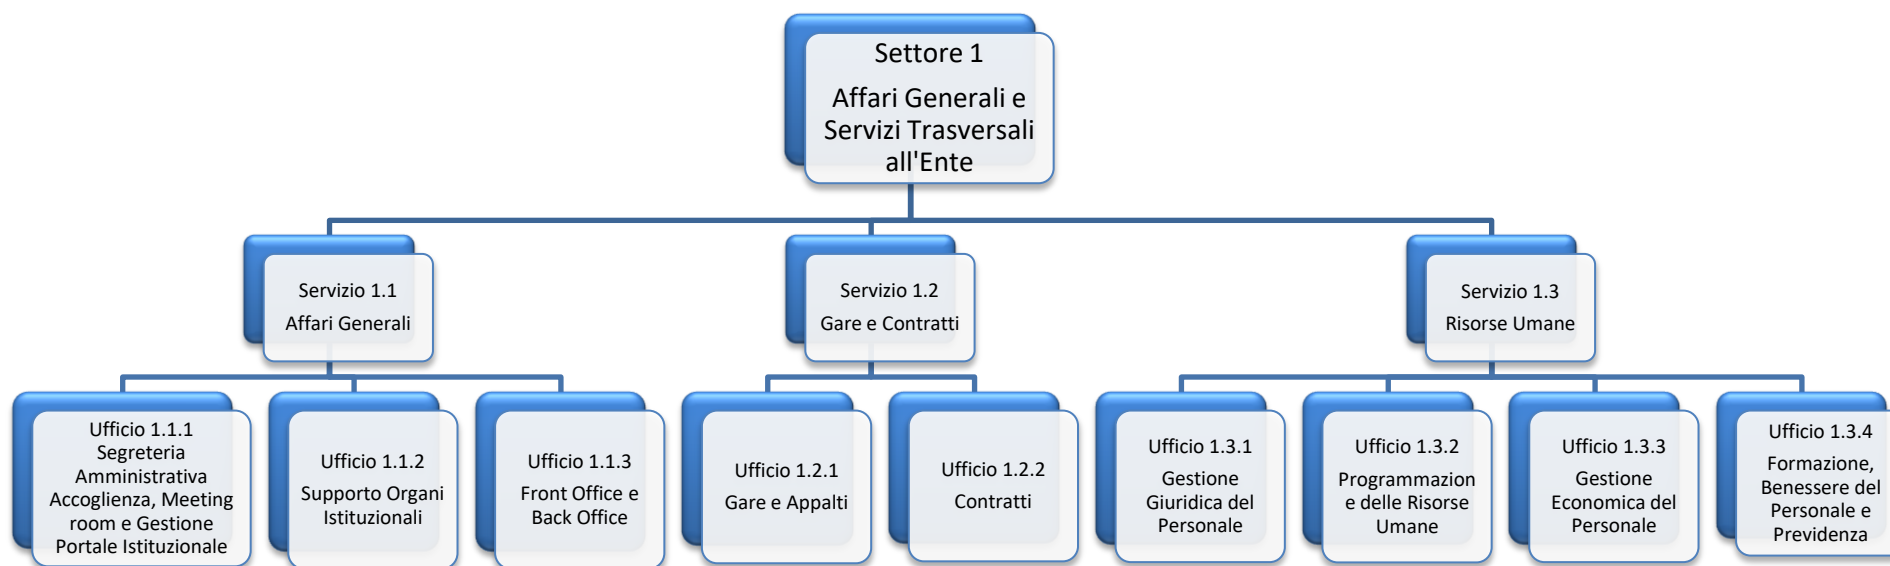 Settore 1
Affari Generali e
Servizi Trasversali
all'Ente
Servizio 1.1
Affari Generali
Servizio 1.2
Gare e Contratti
Servizio 1.3
Risorse Umane
Ufficio 1.1.1
Segreteria
Amministrativa
Accoglienza, Meeting
room e Gestione
Portale Istituzionale
Ufficio 1.1.2
Supporto Organi
Istituzionali
Ufficio 1.1.3
Front Office e
Back Office
Ufficio 1.2.1
Gare e Appalti
Ufficio 1.2.2
Contratti
Ufficio 1.3.1
Gestione
Giuridica del
Personale
Ufficio 1.3.2
Programmazion
e delle Risorse
Umane
Ufficio 1.3.3
Gestione
Economica del
Personale
Ufficio 1.3.4
Formazione,
Benessere del
Personale e
Previdenza